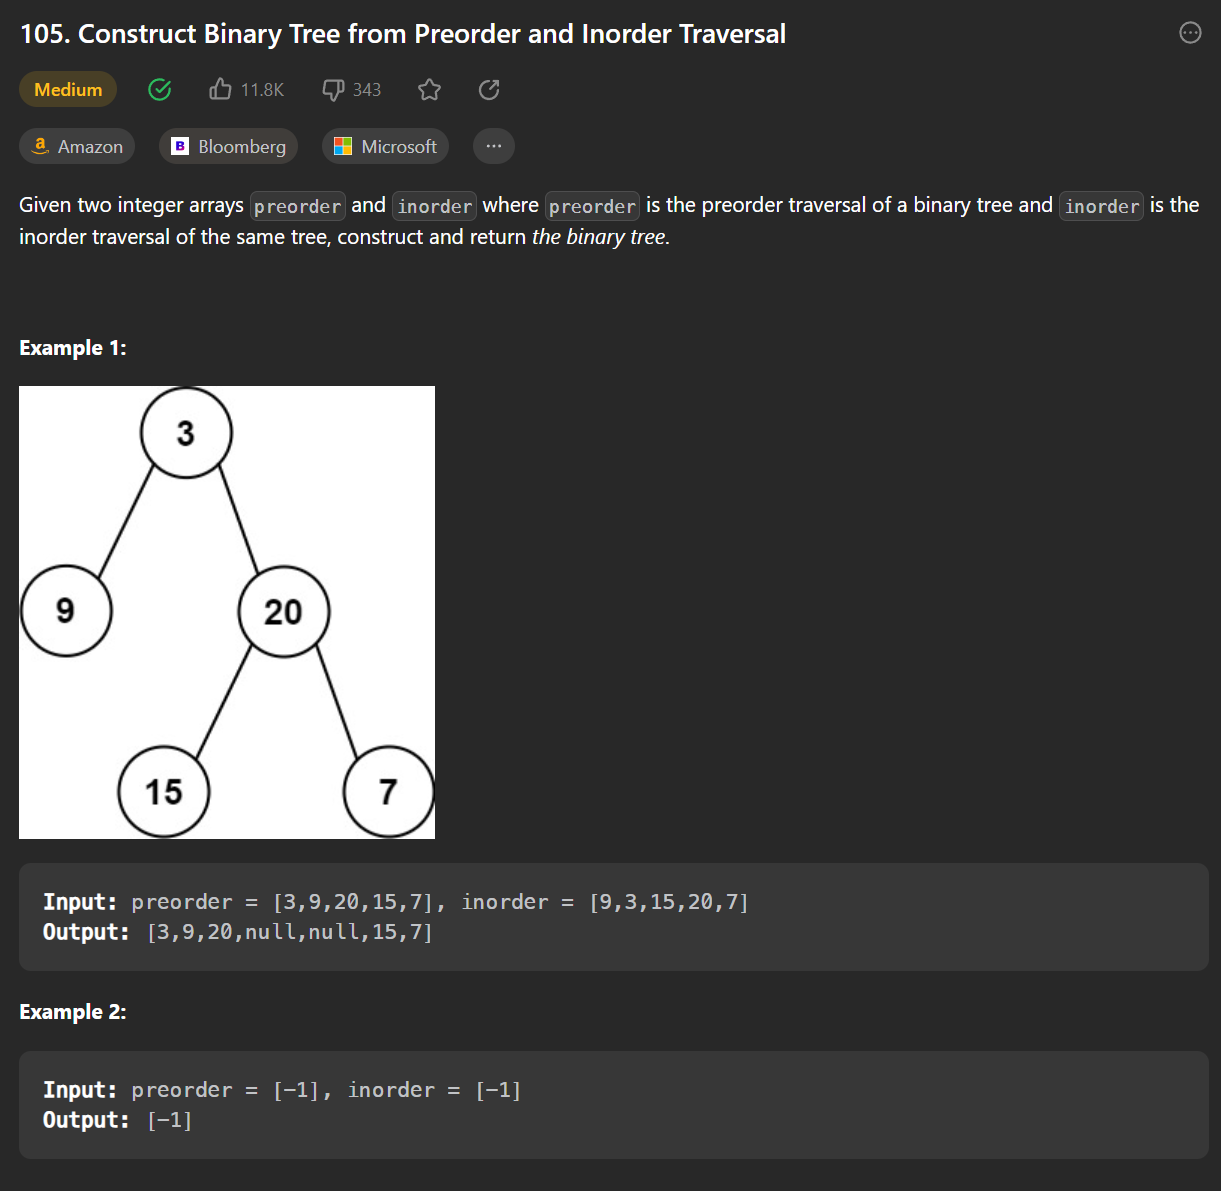 105. Construct Binary Tree from Preorder and Inorder Traversal
Medium 11.8K 343
a Amazon B Bloomberg Microsoft ...
Given two integer arrays preorder and inorder where preorder is the preorder traversal of a binary tree and inorder is the
inorder traversal of the same tree, construct and return the binary tree.
Example 1:
3
9 20
15 7
Input: preorder = [3,9,20,15,7], inorder = [9,3,15,20,7]
Output: [3,9,20,null,null,15,7]
Example 2:
Input: preorder = [-1], inorder = [-1]
Output: [-1]